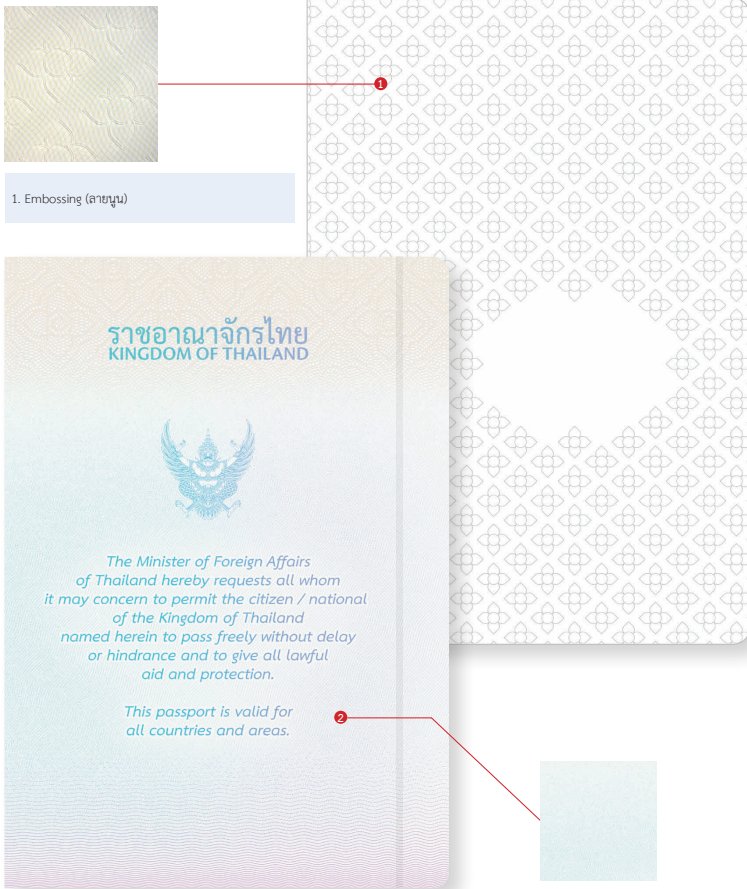 1
1. Embossing (ลายนูน)
ราชอาณาจักรไทย
KINGDOM OF THAILAND
The Minister of Foreign Affairs
of Thailand hereby requests all whom
it may concern to permit the citizen / national
of the Kingdom of Thailand
named herein to pass freely without delay
or hindrance and to give all lawful
aid and protection.
This passport is valid for
all countries and areas.
2